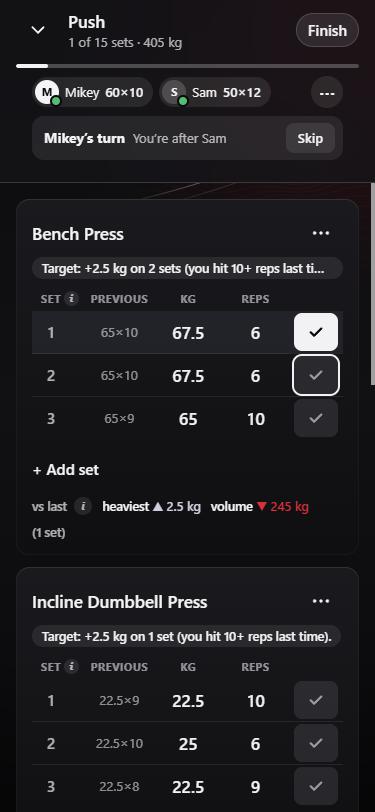 Push
1 of 15 sets · 405 kg
Finish
M Mikey 60×10 S Sam 50×12 ---
Mikey's turn You're after Sam Skip
Bench Press ...
Target: +2.5 kg on 2 sets (you hit 10+ reps last ti...
SET i PREVIOUS KG REPS
1 65×10 67.5 6
2 65×10 67.5 6
3 65×9 65 10
+ Add set
vs last i heaviest ▲ 2.5 kg volume ▼ 245 kg
(1 set)
Incline Dumbbell Press ...
Target: +2.5 kg on 1 set (you hit 10+ reps last time).
SET i PREVIOUS KG REPS
1 22.5×9 22.5 10
2 22.5×10 25 6
3 22.5×8 22.5 9